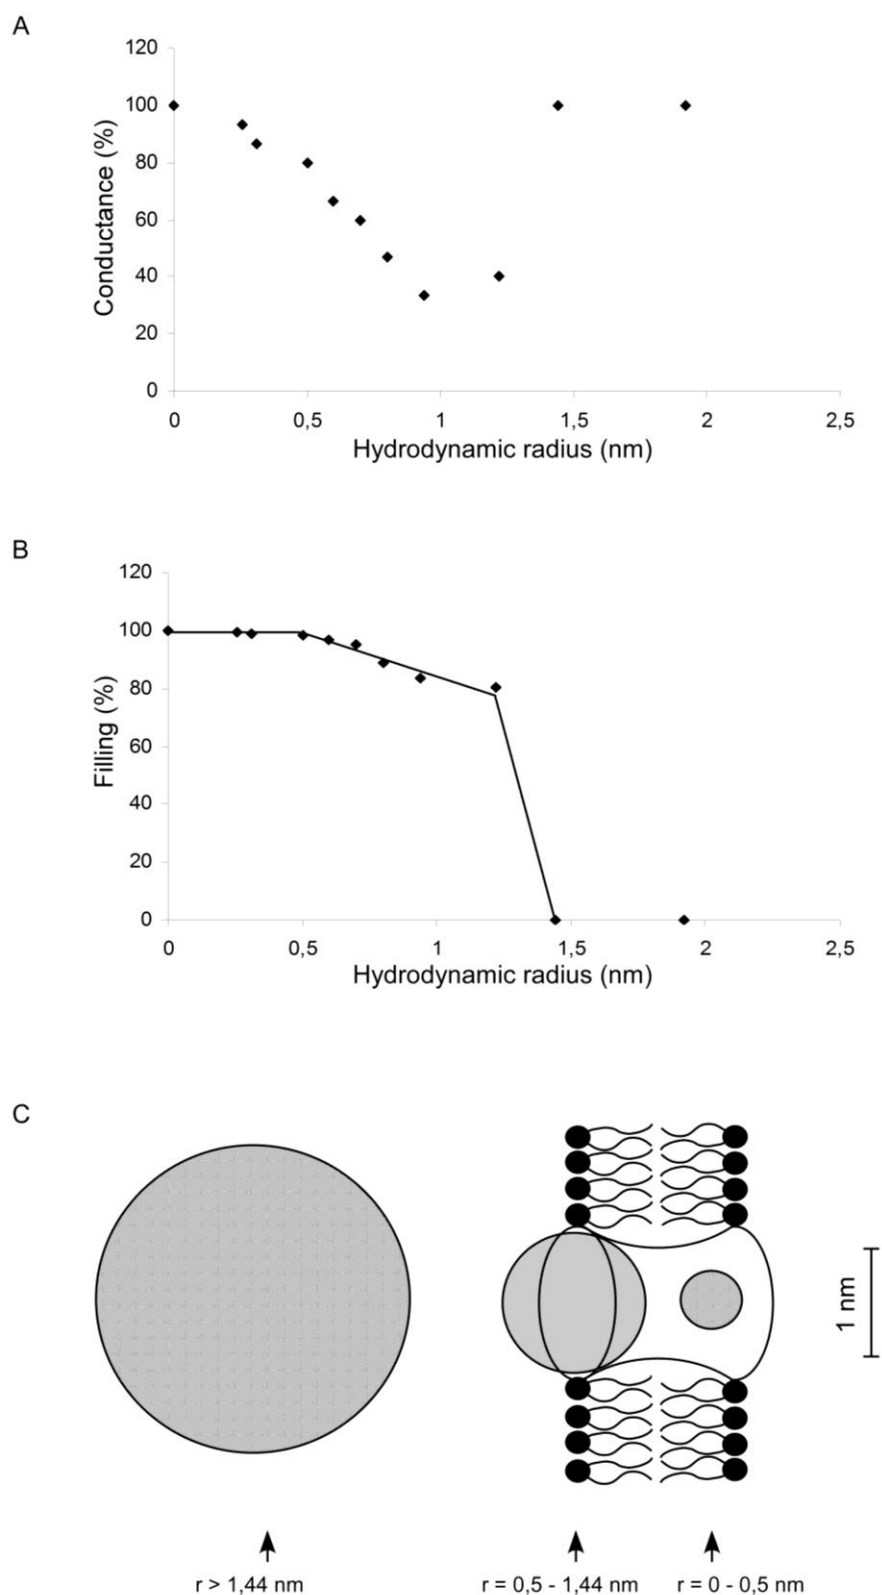 A
120
100
80
60
40
20
0
Conductance (%)
0 0,5 1 1,5 2 2,5
Hydrodynamic radius (nm)
B
120
100
80
60
40
20
0
Filling (%)
0 0,5 1 1,5 2 2,5
Hydrodynamic radius (nm)
C
1 nm
r > 1,44 nm r = 0,5 - 1,44 nm r = 0 - 0,5 nm